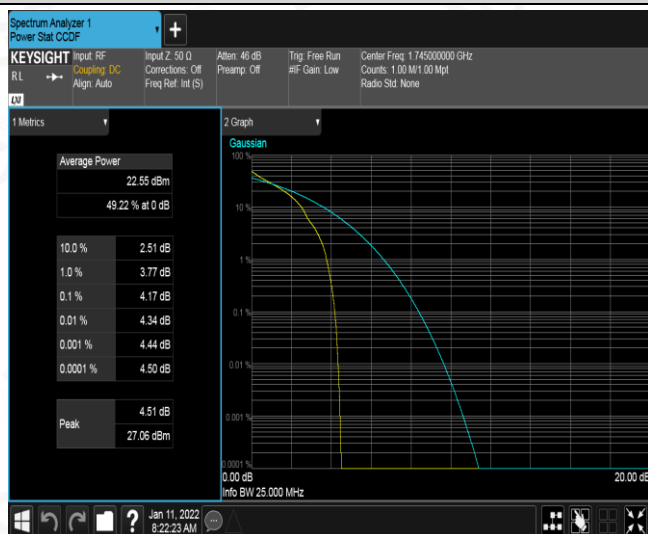 Spectrum Analyzer 1
Power Stat CCDF
+
KEYSIGHT Input: RF Input Z: 50 Ω Atten: 46 dB Trig: Free Run Center Freq: 1.745000000 GHz
RL Coupling: DC Corrections: Off Preamp: Off #IF Gain: Low Counts: 1.00 M/1.00 Mpt
Align: Auto Freq Ref: Int (S) Radio Std: None
LXI
1 Metrics 2 Graph
Average Power
22.55 dBm
49.22 % at 0 dB
10.0 % 2.51 dB
1.0 % 3.77 dB
0.1 % 4.17 dB
0.01 % 4.34 dB
0.001 % 4.44 dB
0.0001 % 4.50 dB
Peak 4.51 dB
27.06 dBm
Gaussian
100 %
10 %
1 %
0.1 %
0.01 %
0.001 %
0.0001 %
0.00 dB 20.00 dB
Info BW 25.000 MHz
? Jan 11, 2022
8:22:23 AM